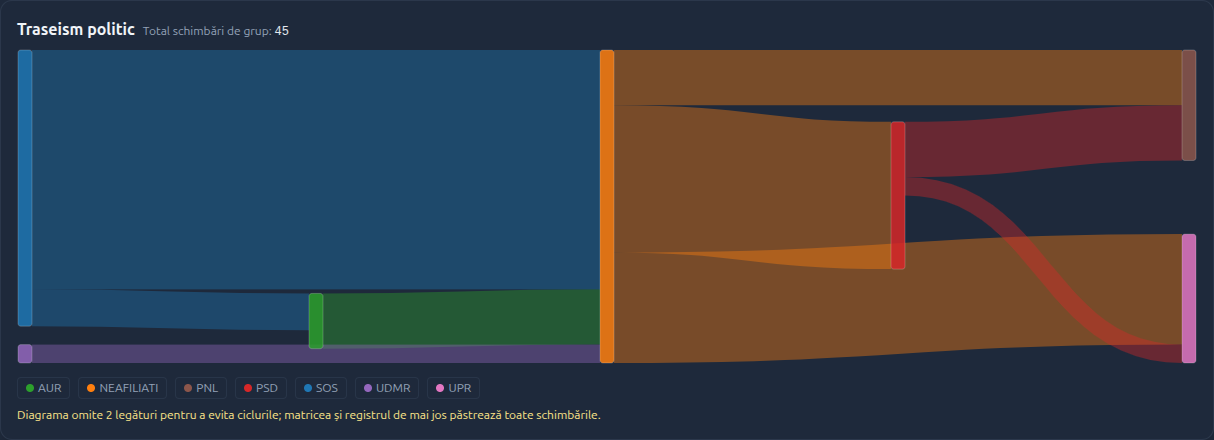 Traseism politic Total schimbări de grup: 45
AUR NEAFILIATI PNL PSD SOS UDMR UPR
Diagrama omite 2 legături pentru a evita ciclurile; matricea și registrul de mai jos păstrează toate schimbările.